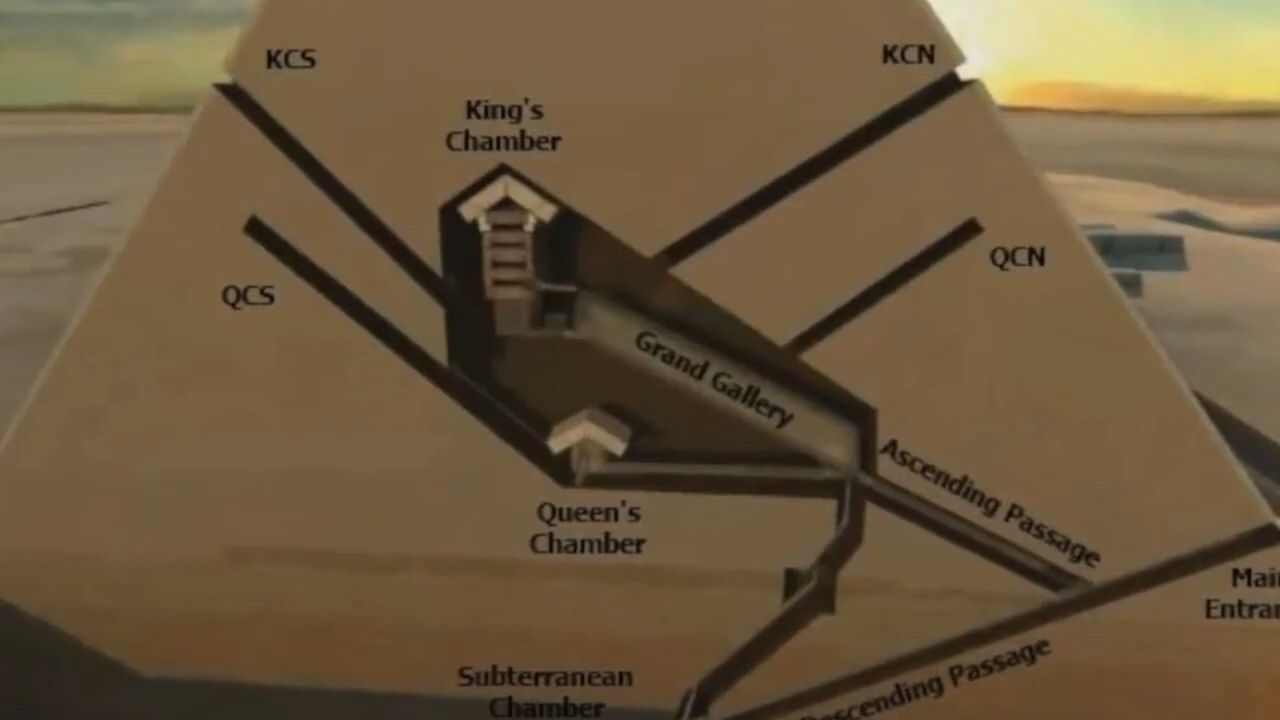 KCS
KCN
King's
Chamber
QCS
QCN
Grand Gallery
Ascending Passage
Queen's
Chamber
Subterranean
Chamber
Descending Passage